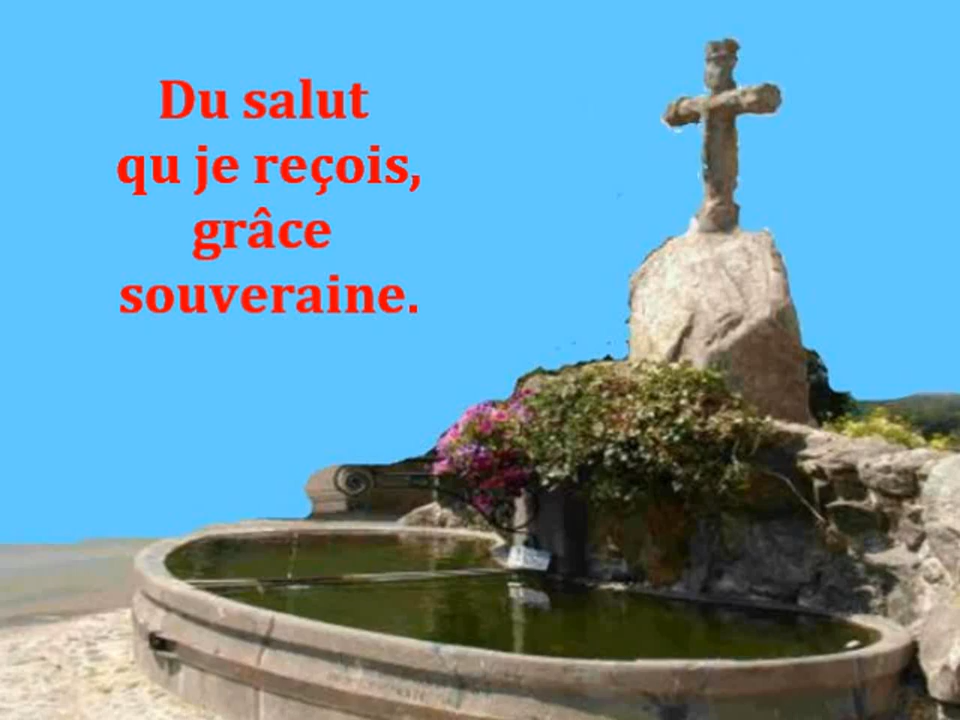 Du salut
qu je reçois,
grâce
souveraine.